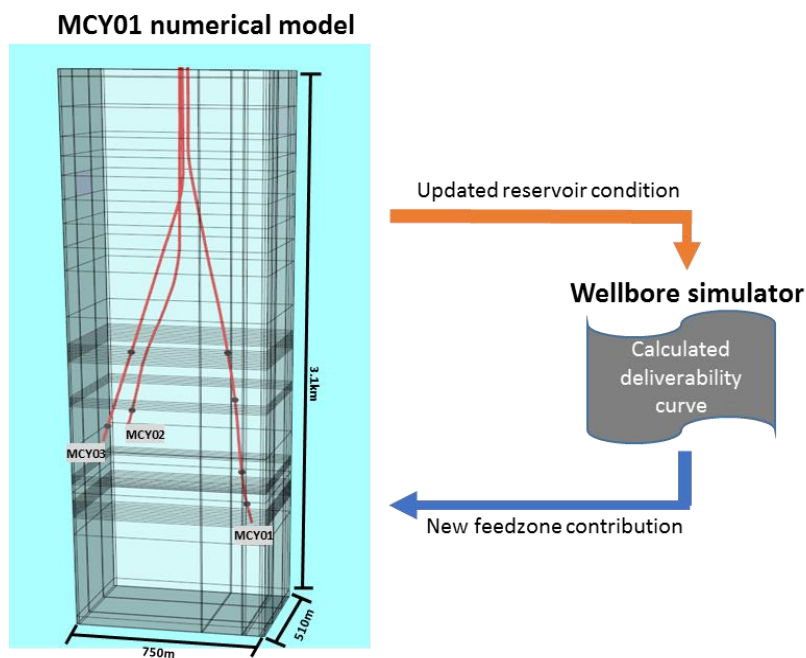 MCY01 numerical model
Updated reservoir condition
Wellbore simulator
Calculated
deliverability
curve
3.1km
MCY02
MCY03
MCY01
New feedzone contribution
510m
750m